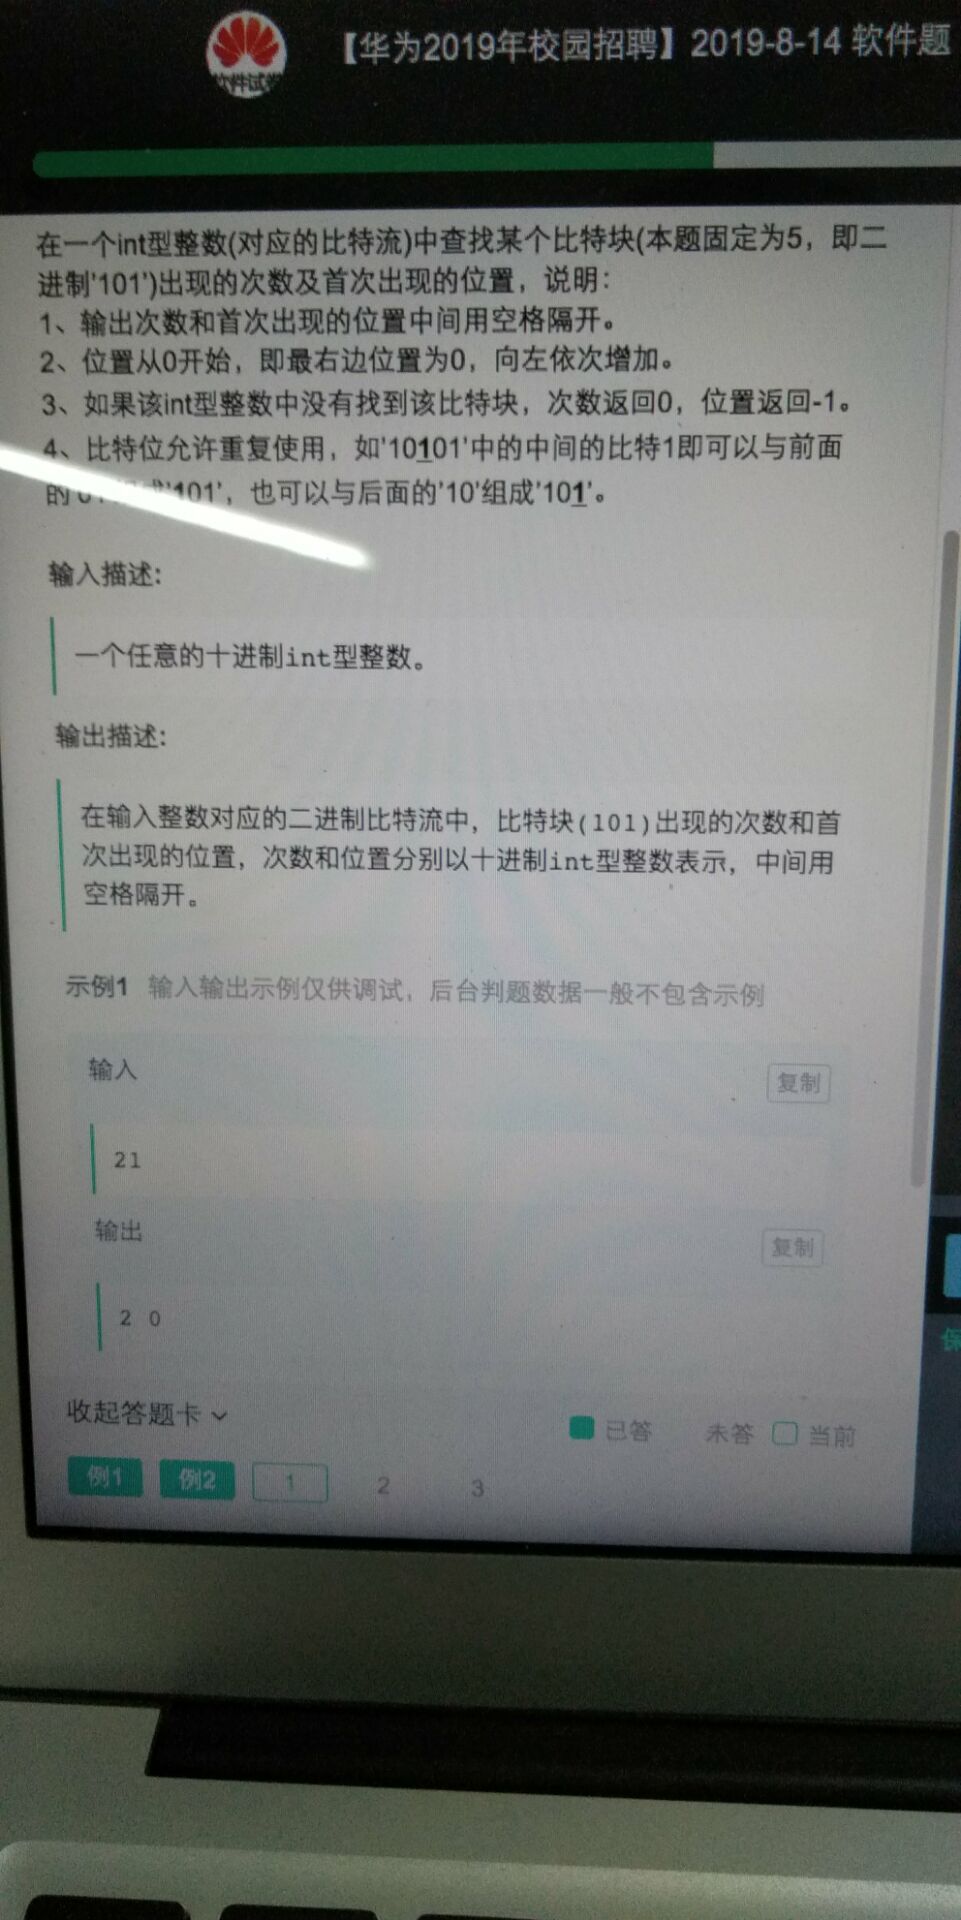 软件试卷
【华为2019年校园招聘】2019-8-14 软件题
在一个int型整数(对应的比特流)中查找某个比特块(本题固定为5，即二
进制'101')出现的次数及首次出现的位置，说明：
1、输出次数和首次出现的位置中间用空格隔开。
2、位置从0开始，即最右边位置为0，向左依次增加。
3、如果该int型整数中没有找到该比特块，次数返回0，位置返回-1。
4、比特位允许重复使用，如'10101'中的中间的比特1即可以与前面
的 '101'，也可以与后面的'10'组成'101'。
输入描述:
一个任意的十进制int型整数。
输出描述:
在输入整数对应的二进制比特流中，比特块(101)出现的次数和首
次出现的位置，次数和位置分别以十进制int型整数表示，中间用
空格隔开。
示例1 输入输出示例仅供调试，后台判题数据一般不包含示例
输入
复制
21
输出
复制
2 0
保
收起答题卡
已答 未答 当前
例1 例2 1 2 3